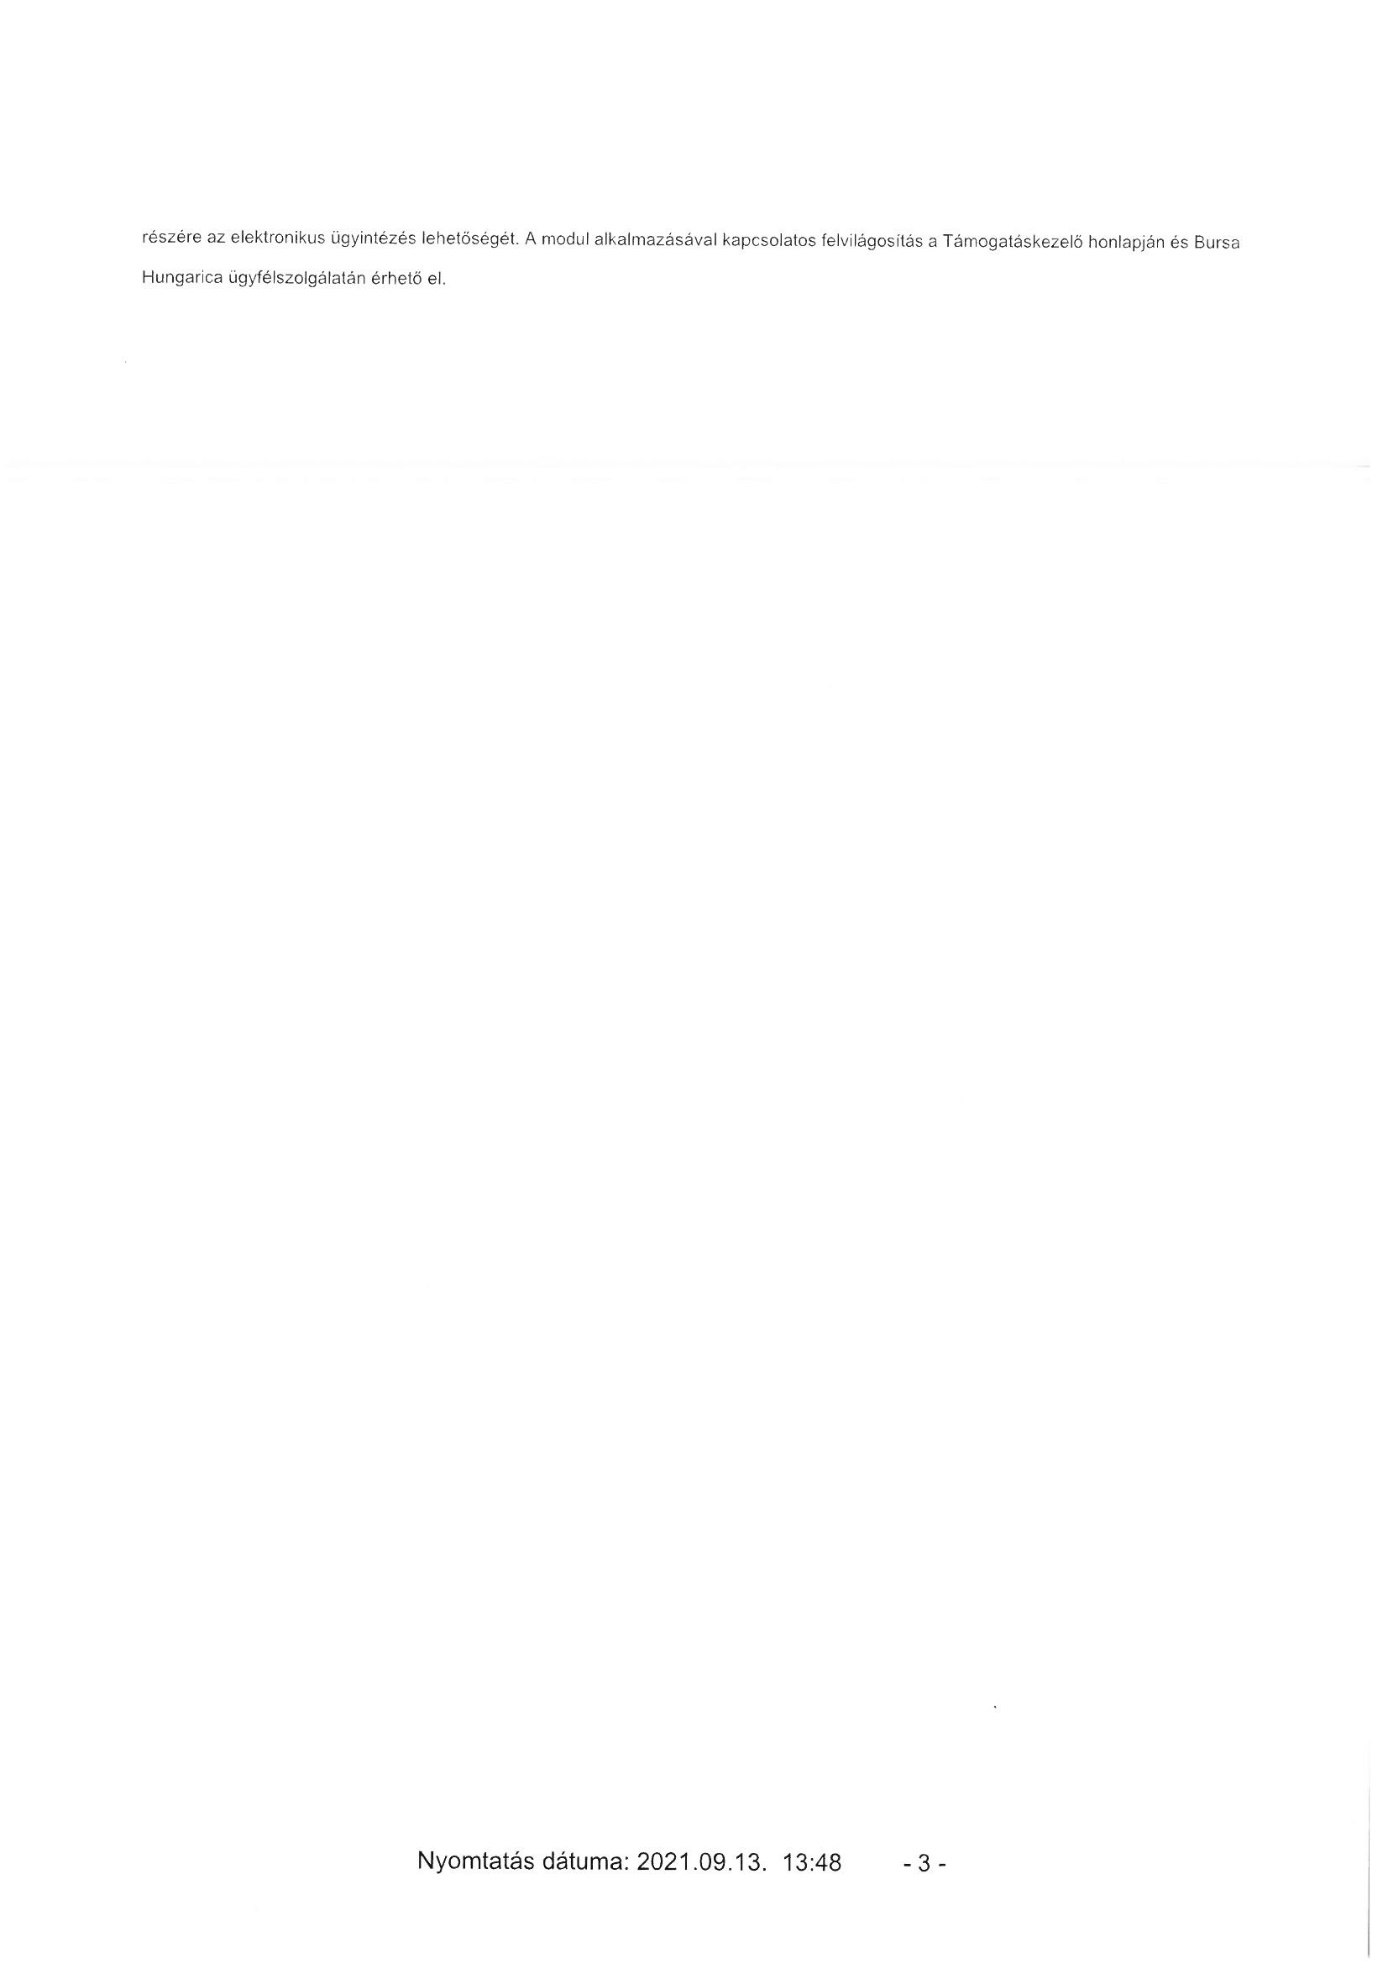 részére az elektronikus ügyintézés lehetőségét. A modul alkalmazásával kapcsolatos felvilágosítás a Támogatáskezelő honlapján és Bursa
Hungarica ügyfélszolgálatán érhető el.
Nyomtatás dátuma: 2021.09.13. 13:48 - 3 -